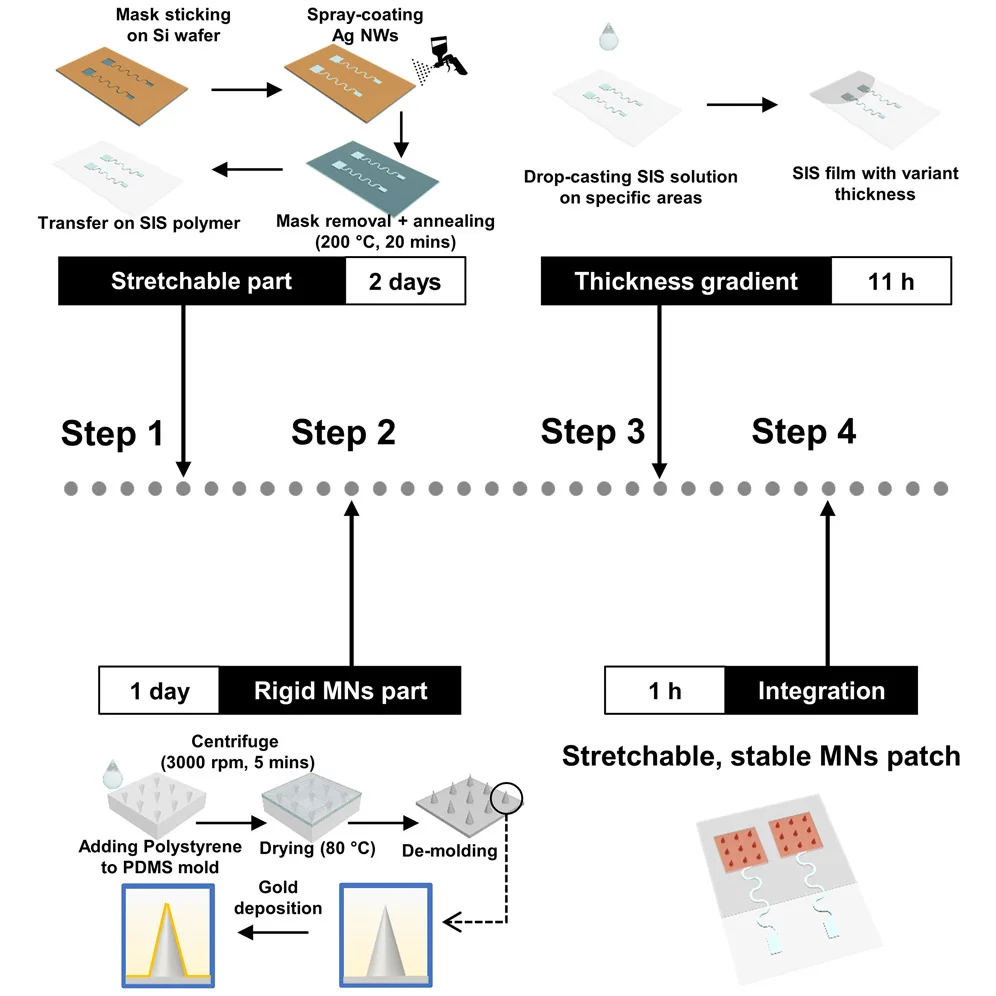 Mask sticking
on Si wafer
Spray-coating
Ag NWs
Transfer on SIS polymer
Mask removal + annealing
(200 °C, 20 mins)
Drop-casting SIS solution
on specific areas
SIS film with variant
thickness
Stretchable part
2 days
Thickness gradient
11 h
Step 1
Step 2
Step 3
Step 4
1 day
Rigid MNs part
1 h
Integration
Centrifuge
(3000 rpm, 5 mins)
Adding Polystyrene
to PDMS mold
Drying (80 °C)
De-molding
Gold
deposition
Stretchable, stable MNs patch